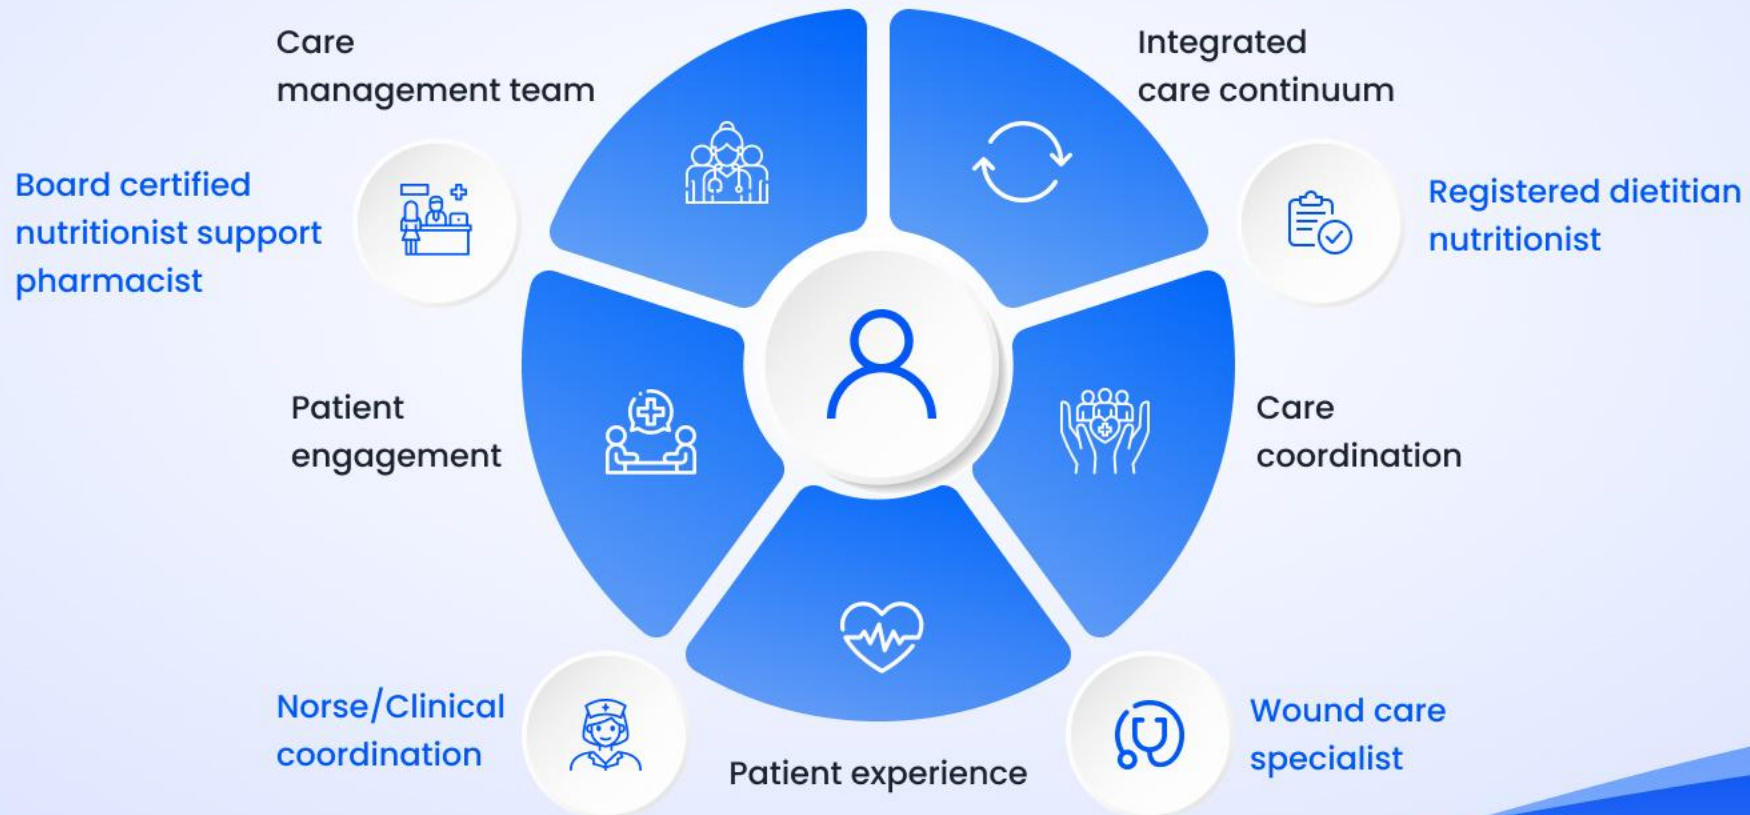 Care
management team
Integrated
care continuum
Board certified
nutritionist support
pharmacist
Registered dietitian
nutritionist
Patient
engagement
Care
coordination
Norse/Clinical
coordination
Wound care
specialist
Patient experience